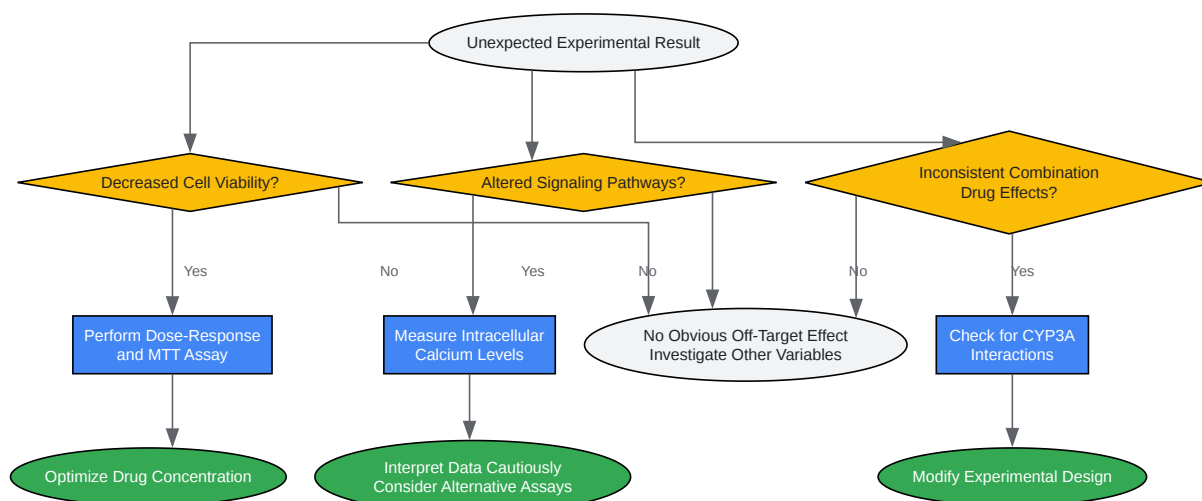 Unexpected Experimental Result
Decreased Cell Viability?
Altered Signaling Pathways?
Inconsistent Combination
Drug Effects?
Yes
No
Yes
No
No
Yes
Perform Dose-Response
and MTT Assay
Measure Intracellular
Calcium Levels
No Obvious Off-Target Effect
Investigate Other Variables
Check for CYP3A
Interactions
Optimize Drug Concentration
Interpret Data Cautiously
Consider Alternative Assays
Modify Experimental Design